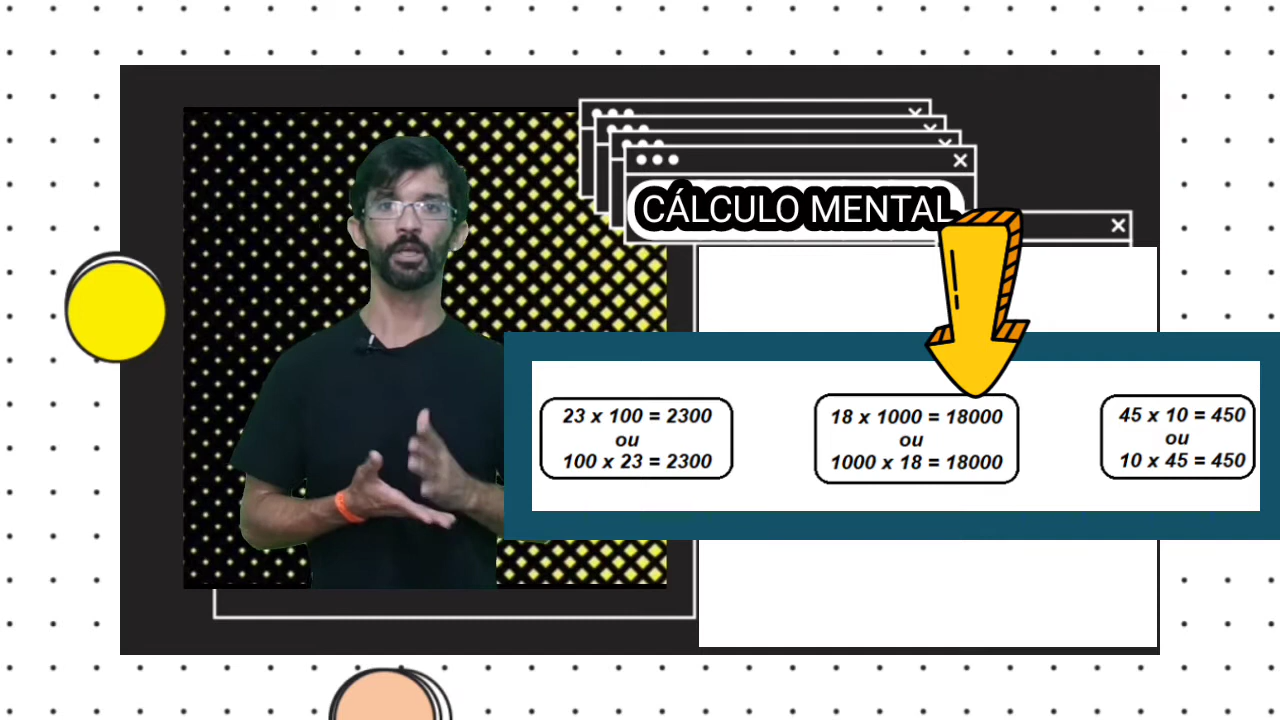 CÁLCULO MENTAL
23 x 100 = 2300
ou
100 x 23 = 2300
18 x 1000 = 18000
ou
1000 x 18 = 18000
45 x 10 = 450
ou
10 x 45 = 450